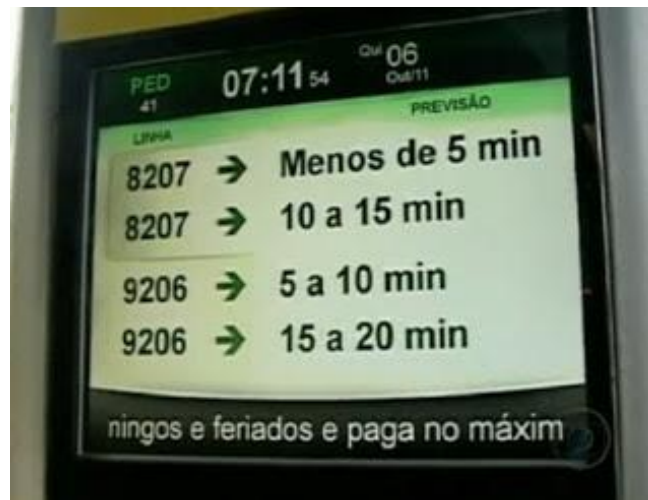 PED 07:11 54 Qui 06
41 Out/11
LINHA PREVISÃO
8207 → Menos de 5 min
8207 → 10 a 15 min
9206 → 5 a 10 min
9206 → 15 a 20 min
ningos e feriados e paga no máxim